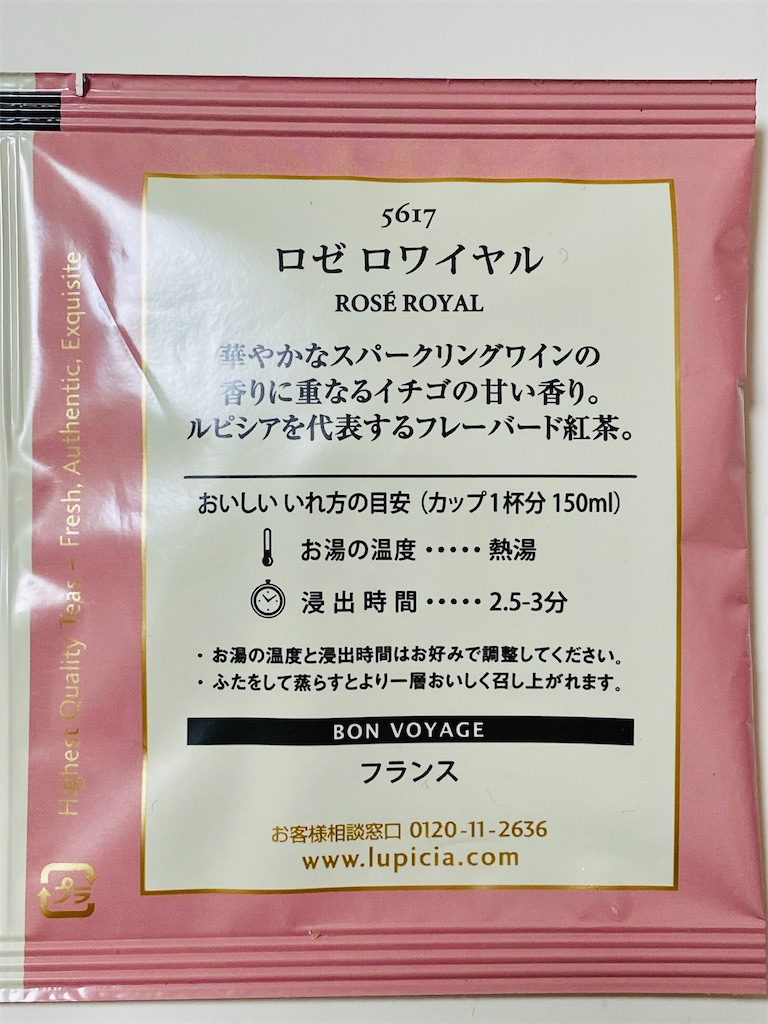 5617
ロゼ ロワイヤル
ROSÉ ROYAL
華やかなスパークリングワインの
香りに重なるイチゴの甘い香り。
ルピシアを代表するフレーバード紅茶。
おいしい いれ方の目安（カップ1杯分 150ml）
お湯の温度 ・・・・・ 熱湯
浸出時間 ・・・・・ 2.5-3分
・お湯の温度と浸出時間はお好みで調整してください。
・ふたをして蒸らすとより一層おいしく召し上がれます。
BON VOYAGE
フランス
お客様相談窓口 0120-11-2636
www.lupicia.com
Highest Quality Teas – Fresh, Authentic, Exquisite
プラ